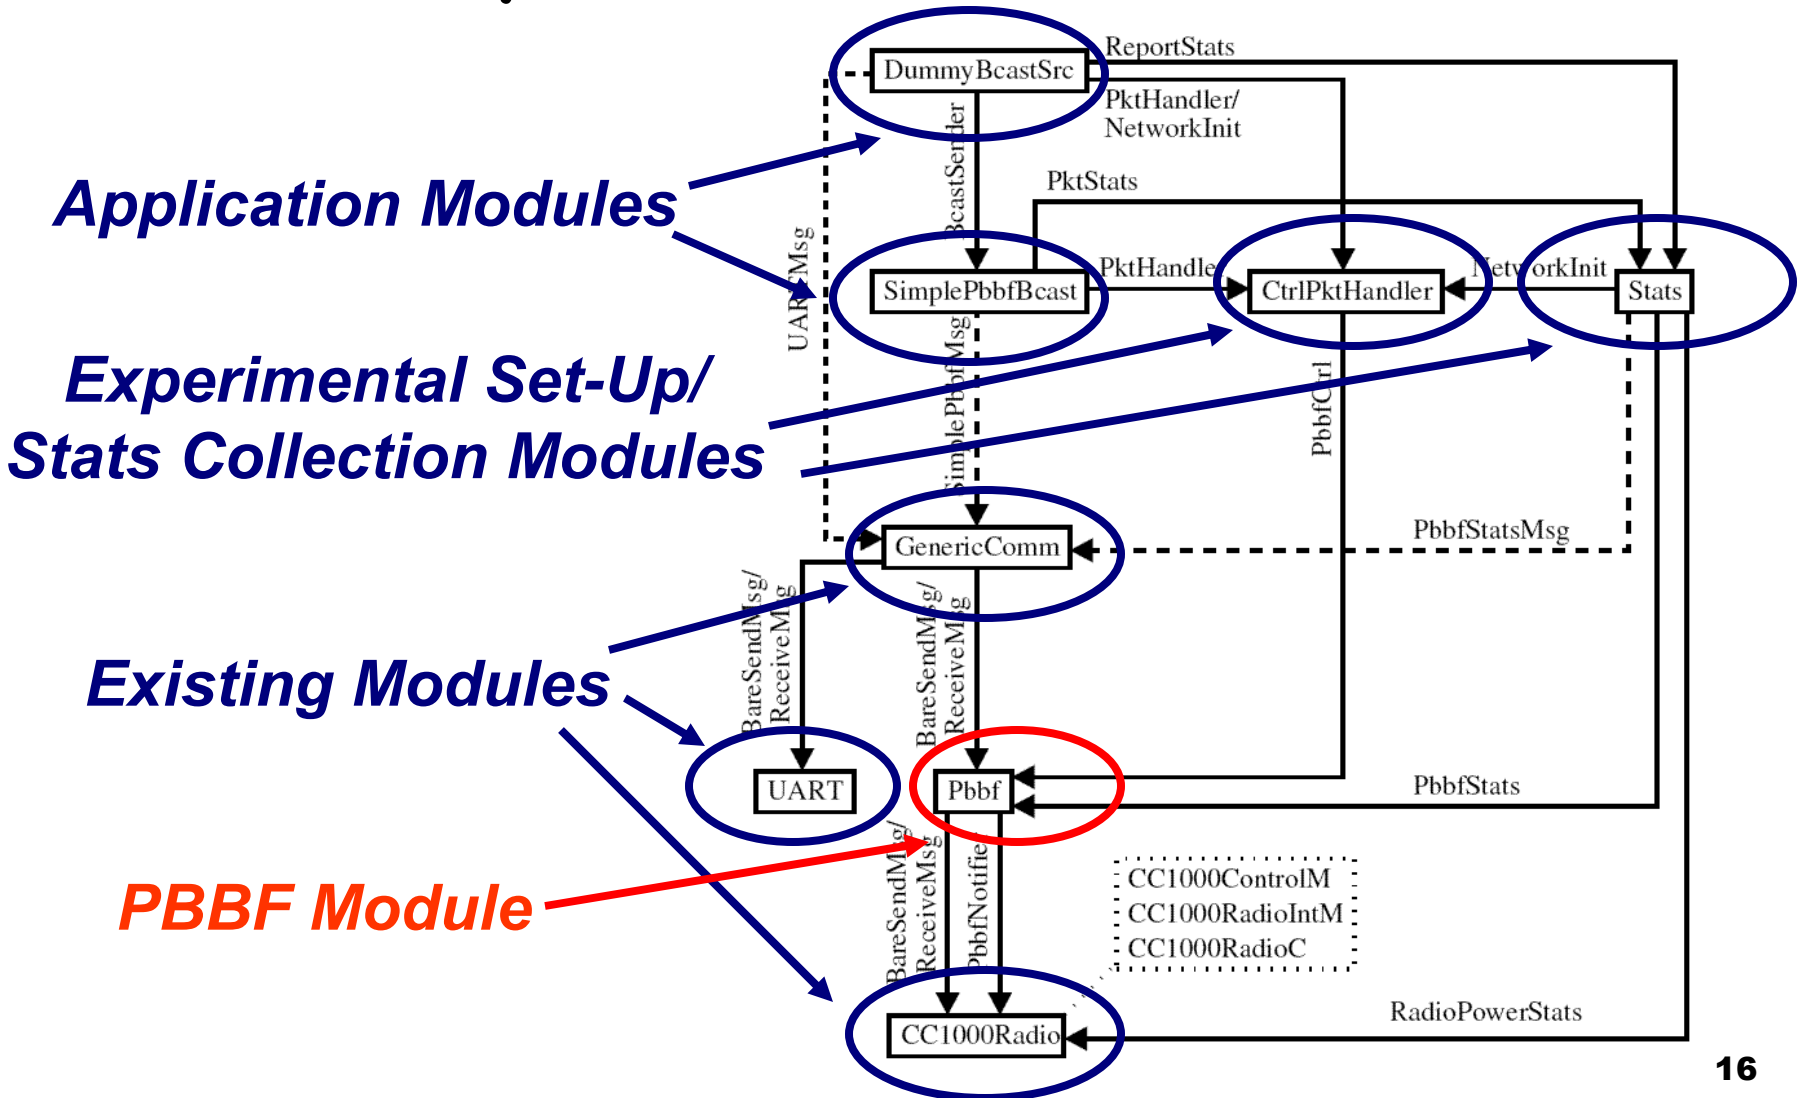 ReportStats
DummyBcastSrc
PktHandler/
NetworkInit
BcastSender
Application Modules
PktStats
UARTMsg
SimplePbbfBcast
PktHandler
CtrlPktHandler
NetworkInit
Stats
Experimental Set-Up/
Stats Collection Modules
SimplePbbfMsg
PbbfCtrl
GenericComm
PbbfStatsMsg
BareSendMsg/
ReceiveMsg
BareSendMsg/
ReceiveMsg
Existing Modules
UART
Pbbf
PbbfStats
PBBF Module
BareSendMsg/
ReceiveMsg
PbbfNotifier
CC1000ControlM
CC1000RadioIntM
CC1000RadioC
CC1000Radio
RadioPowerStats
16